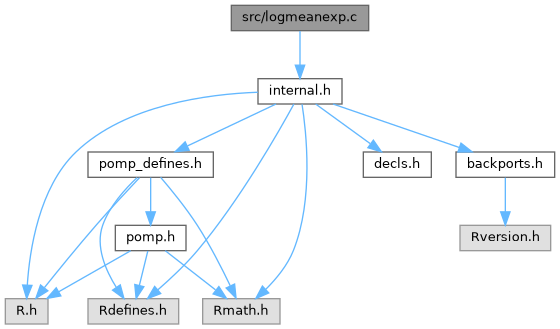 src/logmeanexp.c
internal.h
pomp_defines.h
decls.h
backports.h
pomp.h
Rversion.h
R.h
Rdefines.h
Rmath.h